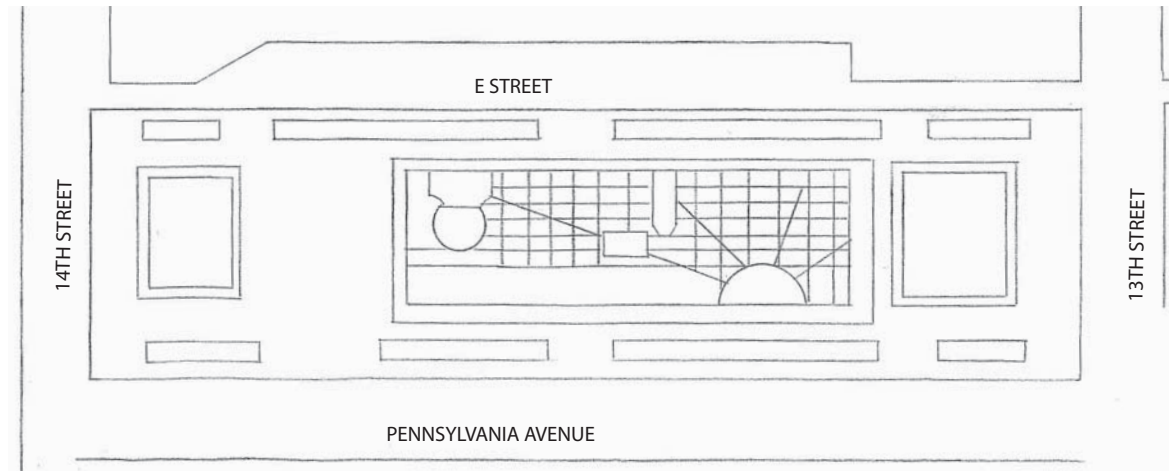 E STREET
14TH STREET
13TH STREET
PENNSYLVANIA AVENUE